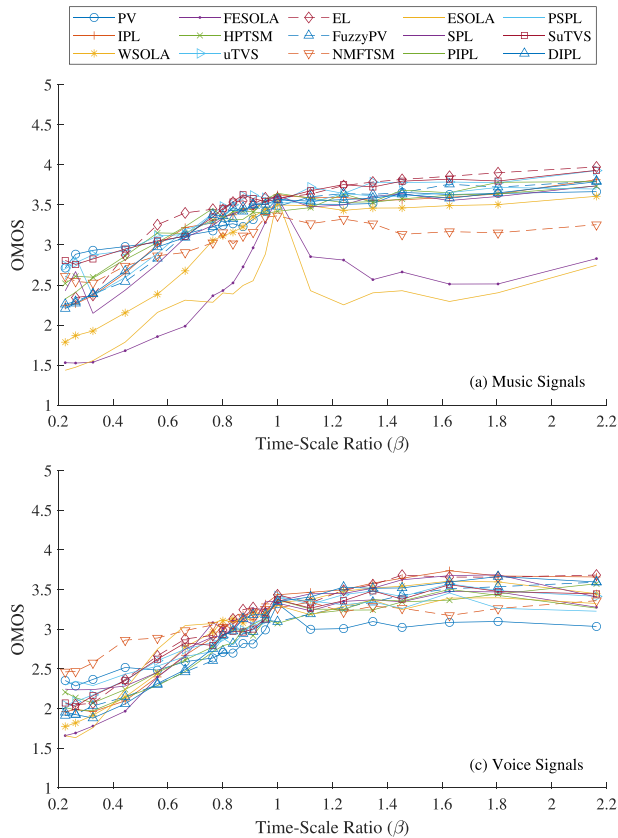 PV FESOLA EL ESOLA PSPL
IPL HPTSM FuzzyPV SPL SuTVS
WSOLA uTVS NMFTSM PIPL DIPL
5
4.5
4
3.5
3
2.5
2
1.5
1
OMOS
(a) Music Signals
0.2 0.4 0.6 0.8 1 1.2 1.4 1.6 1.8 2 2.2
Time-Scale Ratio (β)
5
4.5
4
3.5
3
2.5
2
1.5
1
OMOS
(c) Voice Signals
0.2 0.4 0.6 0.8 1 1.2 1.4 1.6 1.8 2 2.2
Time-Scale Ratio (β)